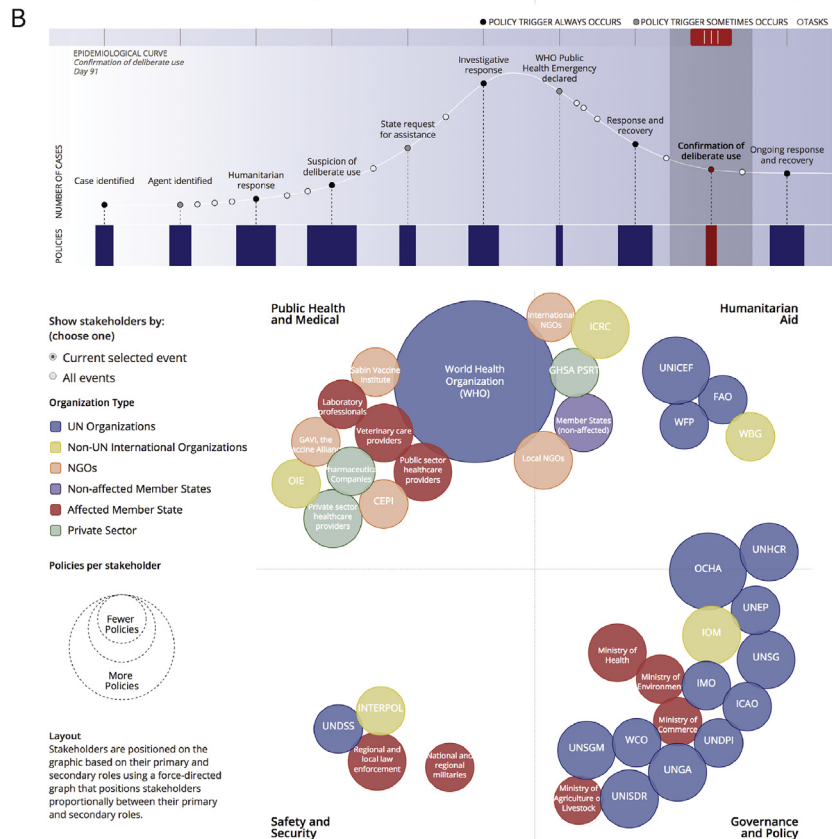 B
POLICY TRIGGER ALWAYS OCCURS
POLICY TRIGGER SOMETIMES OCCURS
TASKS
EPIDEMIOLOGICAL CURVE
Confirmation of deliberate use
Day 91
NUMBER OF CASES
Case identified
Agent identified
Humanitarian
response
Suspicion of
deliberate use
State request
for assistance
Investigative
response
WHO Public
Health Emergency
declared
Response and
recovery
Confirmation of
deliberate use
Ongoing response
and recovery
POLICIES
Show stakeholders by:
(choose one)
Current selected event
All events
Organization Type
UN Organizations
Non-UN International Organizations
NGOs
Non-affected Member States
Affected Member State
Private Sector
Policies per stakeholder
Fewer
Policies
More
Policies
Layout
Stakeholders are positioned on the
graphic based on their primary and
secondary roles using a force-directed
graph that positions stakeholders
proportionally between their primary
and secondary roles.
Public Health
and Medical
World Health
Organization
(WHO)
International
NGOs
ICRC
GHSA PSRT
Member States
(non-affected)
Local NGOs
Sabin Vaccine
Institute
Laboratory
professionals
Veterinary care
providers
GAVI, the
ccine Allian
Public sector
healthcare
providers
harmaceutica
Companies
OIE
CEPI
Private sector
healthcare
providers
Humanitarian
Aid
UNICEF
FAO
WFP
WBG
OCHA
UNHCR
UNEP
IOM
UNSG
Ministry of
Health
Ministry of
Environmen
IMO
ICAO
Ministry of
Commerce
UNDPI
WCO
UNSGM
UNGA
UNISDR
Ministry of
Agriculture o
Livestock
Governance
and Policy
INTERPOL
UNDSS
Regional and
local law
enforcement
National and
regional
militaries
Safety and
Security